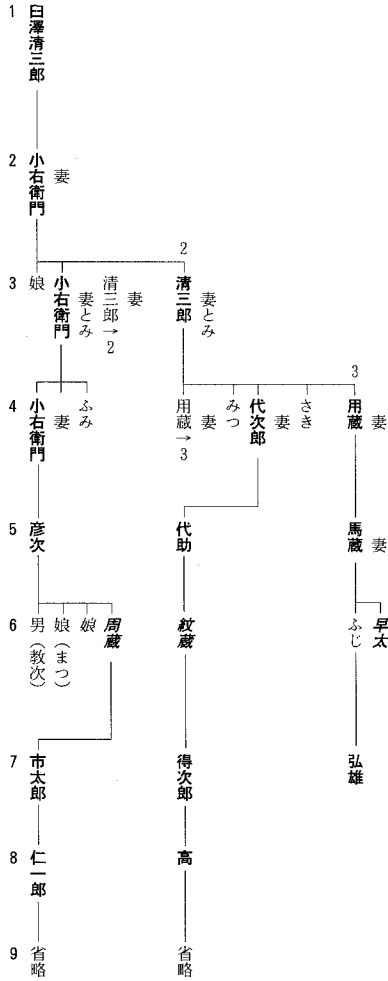 1 臼澤清三郎
2 小右衛門 妻
2
3 娘 小右衛門 妻とみ 清三郎→2 妻 清三郎 妻とみ
3
4 小右衛門 妻 ふみ 用蔵→3 妻 みつ 代次郎 妻 さき 用蔵 妻
5 彦次 代助 馬蔵 妻
6 男(教次) 娘(まつ) 娘 周蔵 紋蔵 ふじ 早太
7 市太郎 得次郎 弘雄
8 仁一郎 高
9 省略 省略